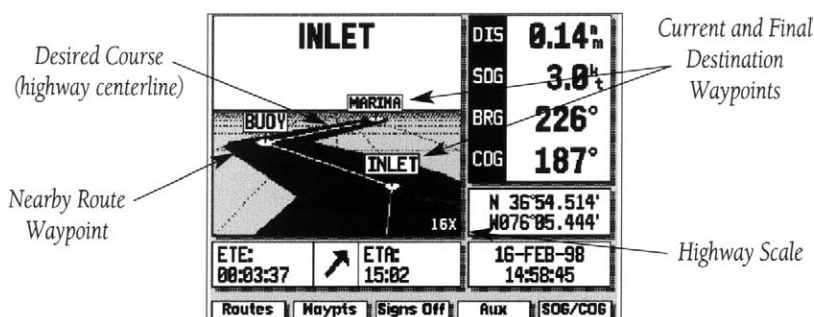 INLET
Desired Course
(highway centerline)
Nearby Route
Waypoint
Current and Final
Destination
Waypoints
Highway Scale
MARINA
BUOY
INLET
16X
DIS 0.14 n m
SOG 3.0 k t
BRG 226°
COG 187°
N 36°54.514'
W076°05.444'
ETE:
00:03:37
ETA:
15:02
16-FEB-98
14:58:45
Routes
Waypts
Signs Off
Aux
SOG/COG